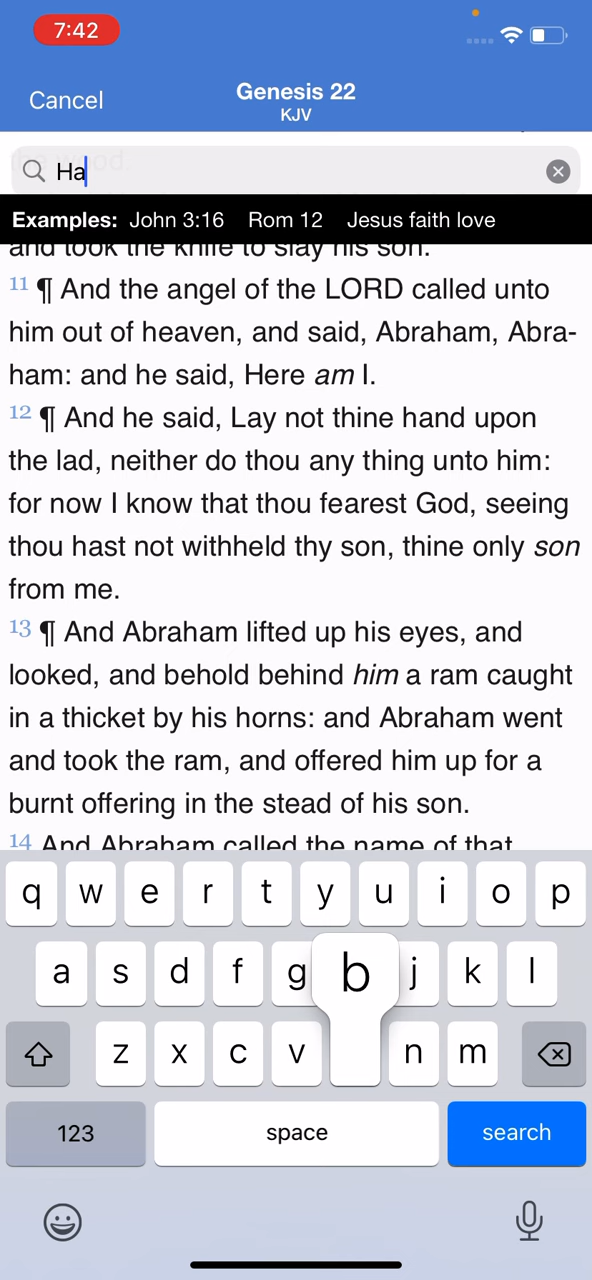 7:42
Cancel
Genesis 22
KJV
the wood.
Ha
Examples: John 3:16 Rom 12 Jesus faith love
and took the knife to slay his son.
11 ¶ And the angel of the LORD called unto
him out of heaven, and said, Abraham, Abra-
ham: and he said, Here am I.
12 ¶ And he said, Lay not thine hand upon
the lad, neither do thou any thing unto him:
for now I know that thou fearest God, seeing
thou hast not withheld thy son, thine only son
from me.
13 ¶ And Abraham lifted up his eyes, and
looked, and behold behind him a ram caught
in a thicket by his horns: and Abraham went
and took the ram, and offered him up for a
burnt offering in the stead of his son.
14 And Abraham called the name of that
q w e r t y u i o p
a s d f g b j k l
z x c v n m
123 space search